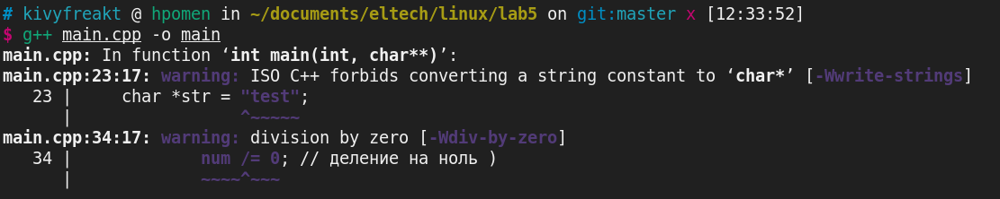 # kivyfreakt @ hpomen in ~/documents/eltech/linux/lab5 on git:master x [12:33:52]
$ g++ main.cpp -o main
main.cpp: In function ‘int main(int, char**)’:
main.cpp:23:17: warning: ISO C++ forbids converting a string constant to ‘char*’ [-Wwrite-strings]
   23 |     char *str = "test";
      |                 ^~~~~~
main.cpp:34:17: warning: division by zero [-Wdiv-by-zero]
   34 |             num /= 0; // деление на ноль )
      |             ~~~~^~~~